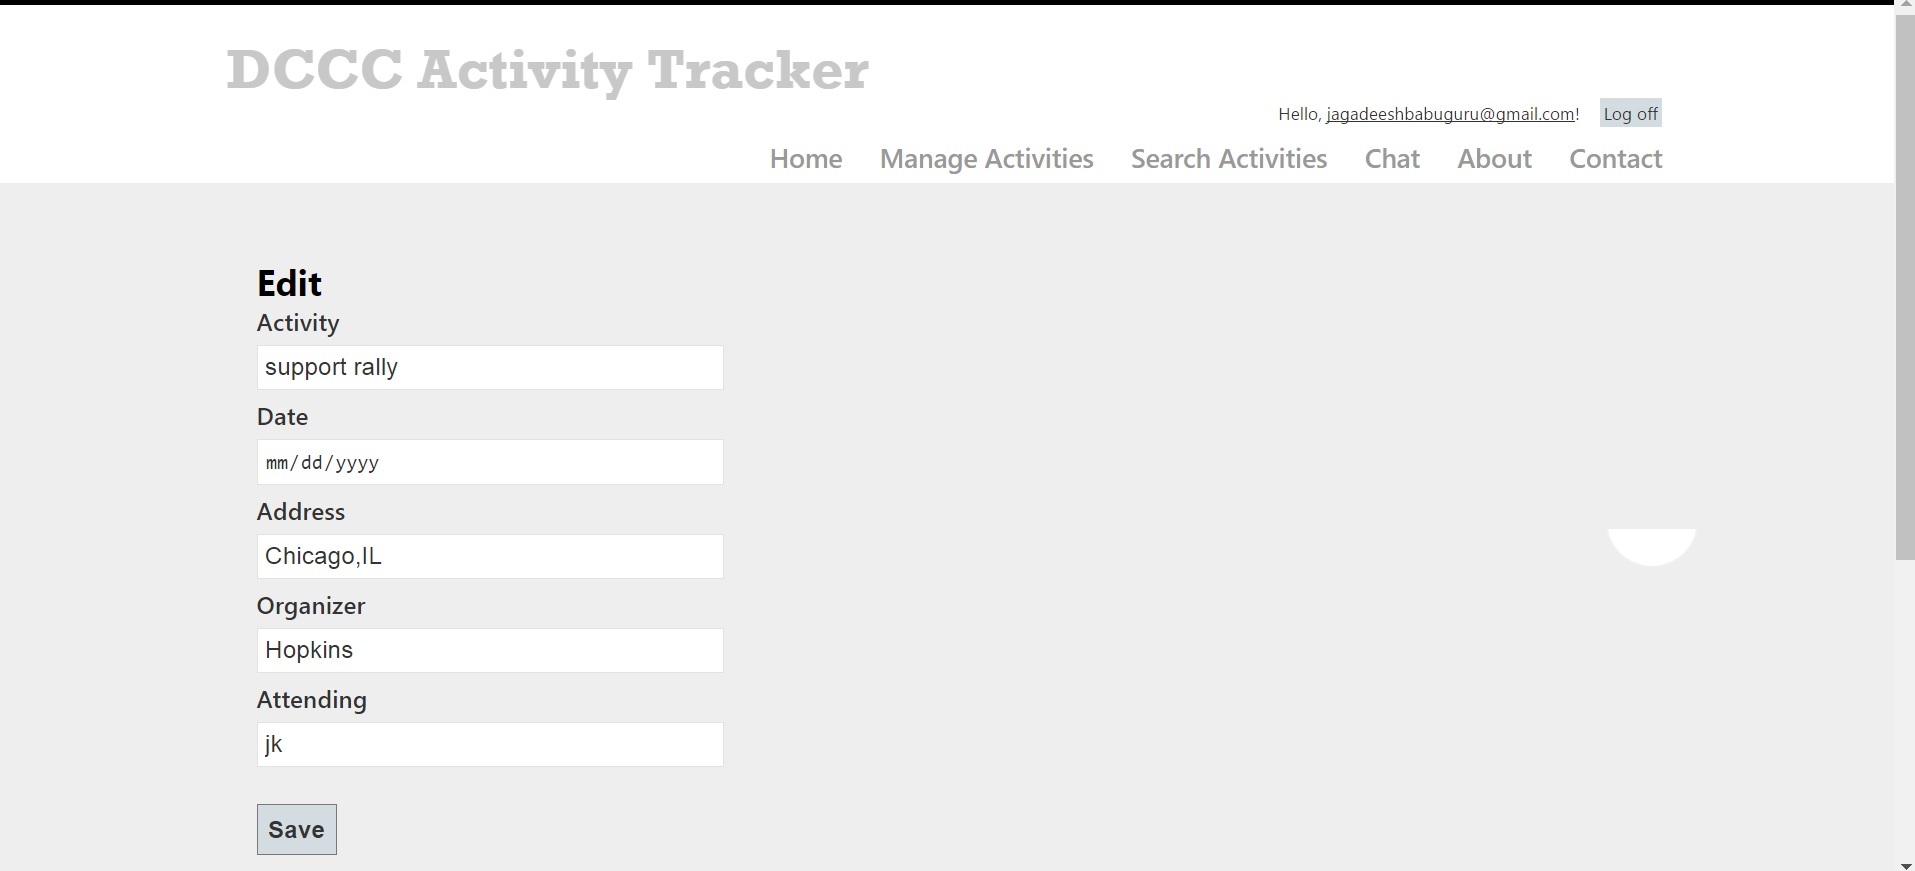 DCCC Activity Tracker
Hello, jagadeeshbabuguru@gmail.com! Log off
Home Manage Activities Search Activities Chat About Contact
Edit
Activity
support rally
Date
mm/dd/yyyy
Address
Chicago,IL
Organizer
Hopkins
Attending
jk
Save